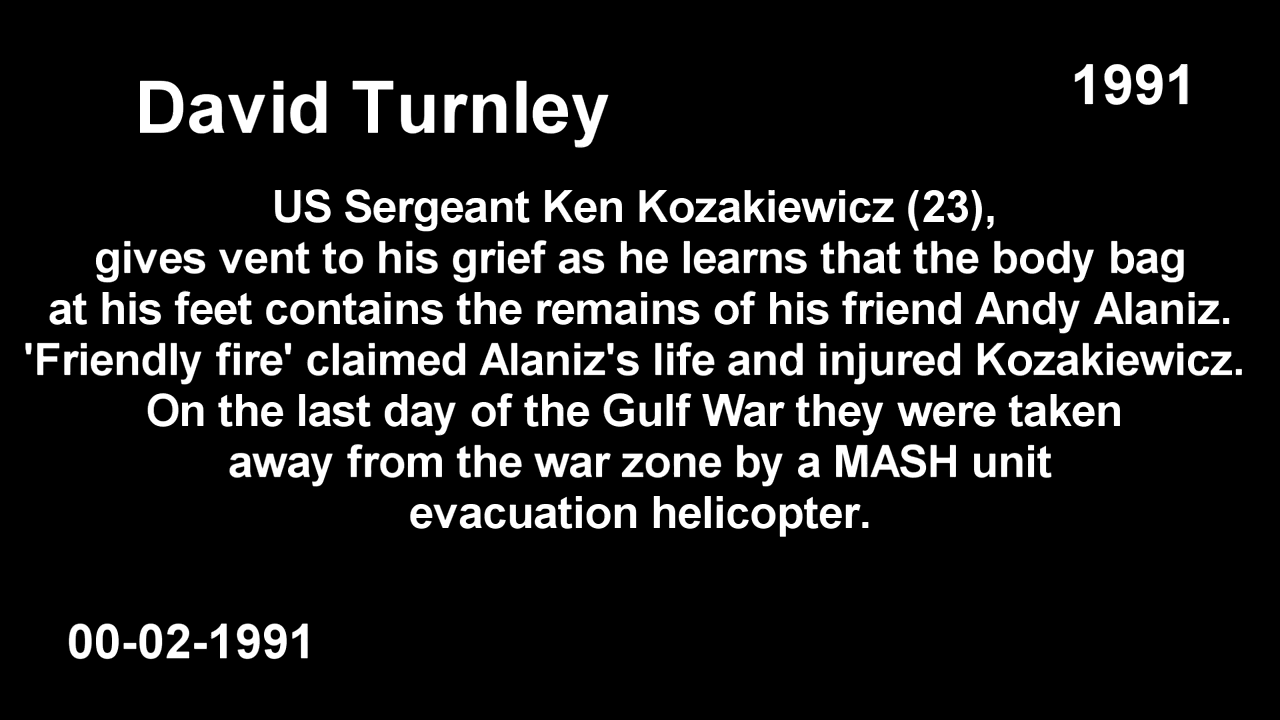 David Turnley
1991
US Sergeant Ken Kozakiewicz (23),
gives vent to his grief as he learns that the body bag
at his feet contains the remains of his friend Andy Alaniz.
'Friendly fire' claimed Alaniz's life and injured Kozakiewicz.
On the last day of the Gulf War they were taken
away from the war zone by a MASH unit
evacuation helicopter.
00-02-1991